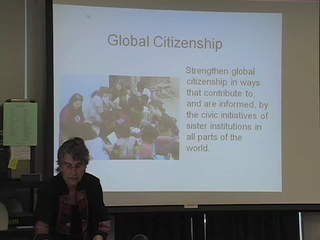 Global Citizenship
Strengthen global
citizenship in ways
that contribute to,
and are informed, by
the civic initiatives of
sister institutions in
all parts of the
world.